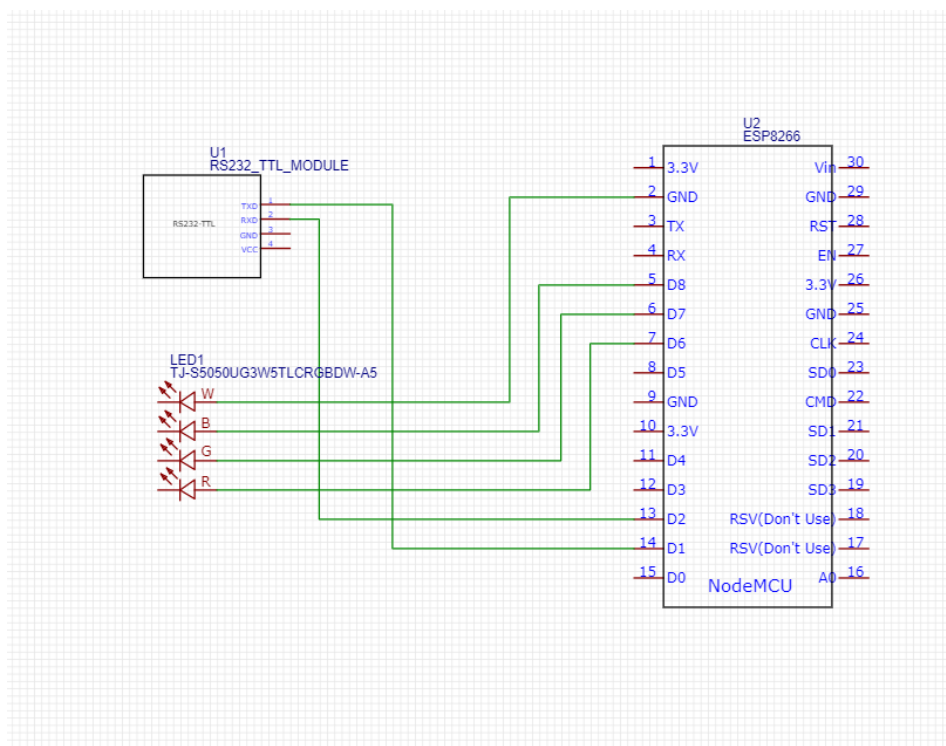 U1
RS232_TTL_MODULE
RS232-TTL
TXD 1
RXD 2
GND 3
VCC 4
LED1
TJ-S5050UG3W5TLCRGBDW-A5
W
B
G
R
U2
ESP8266
1 3.3V Vin 30
2 GND GND 29
3 TX RST 28
4 RX EN 27
5 D8 3.3V 26
6 D7 GND 25
7 D6 CLK 24
8 D5 SD0 23
9 GND CMD 22
10 3.3V SD1 21
11 D4 SD2 20
12 D3 SD3 19
13 D2 RSV(Don't Use) 18
14 D1 RSV(Don't Use) 17
15 D0 A0 16
NodeMCU